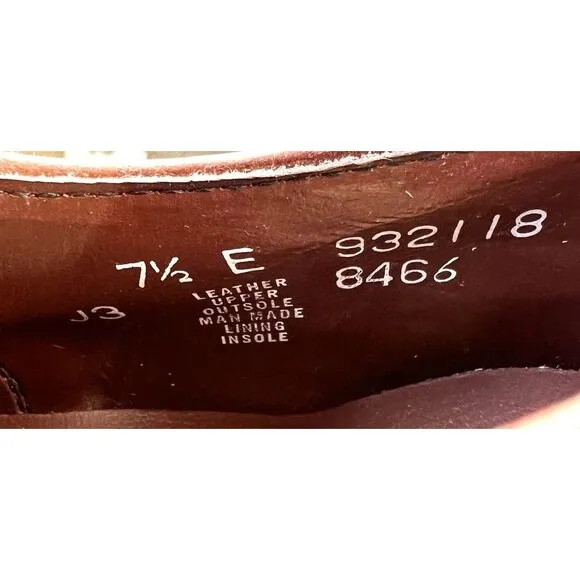 7½ E 932118
8466
J3
LEATHER
UPPER
OUTSOLE
MAN MADE
LINING
INSOLE